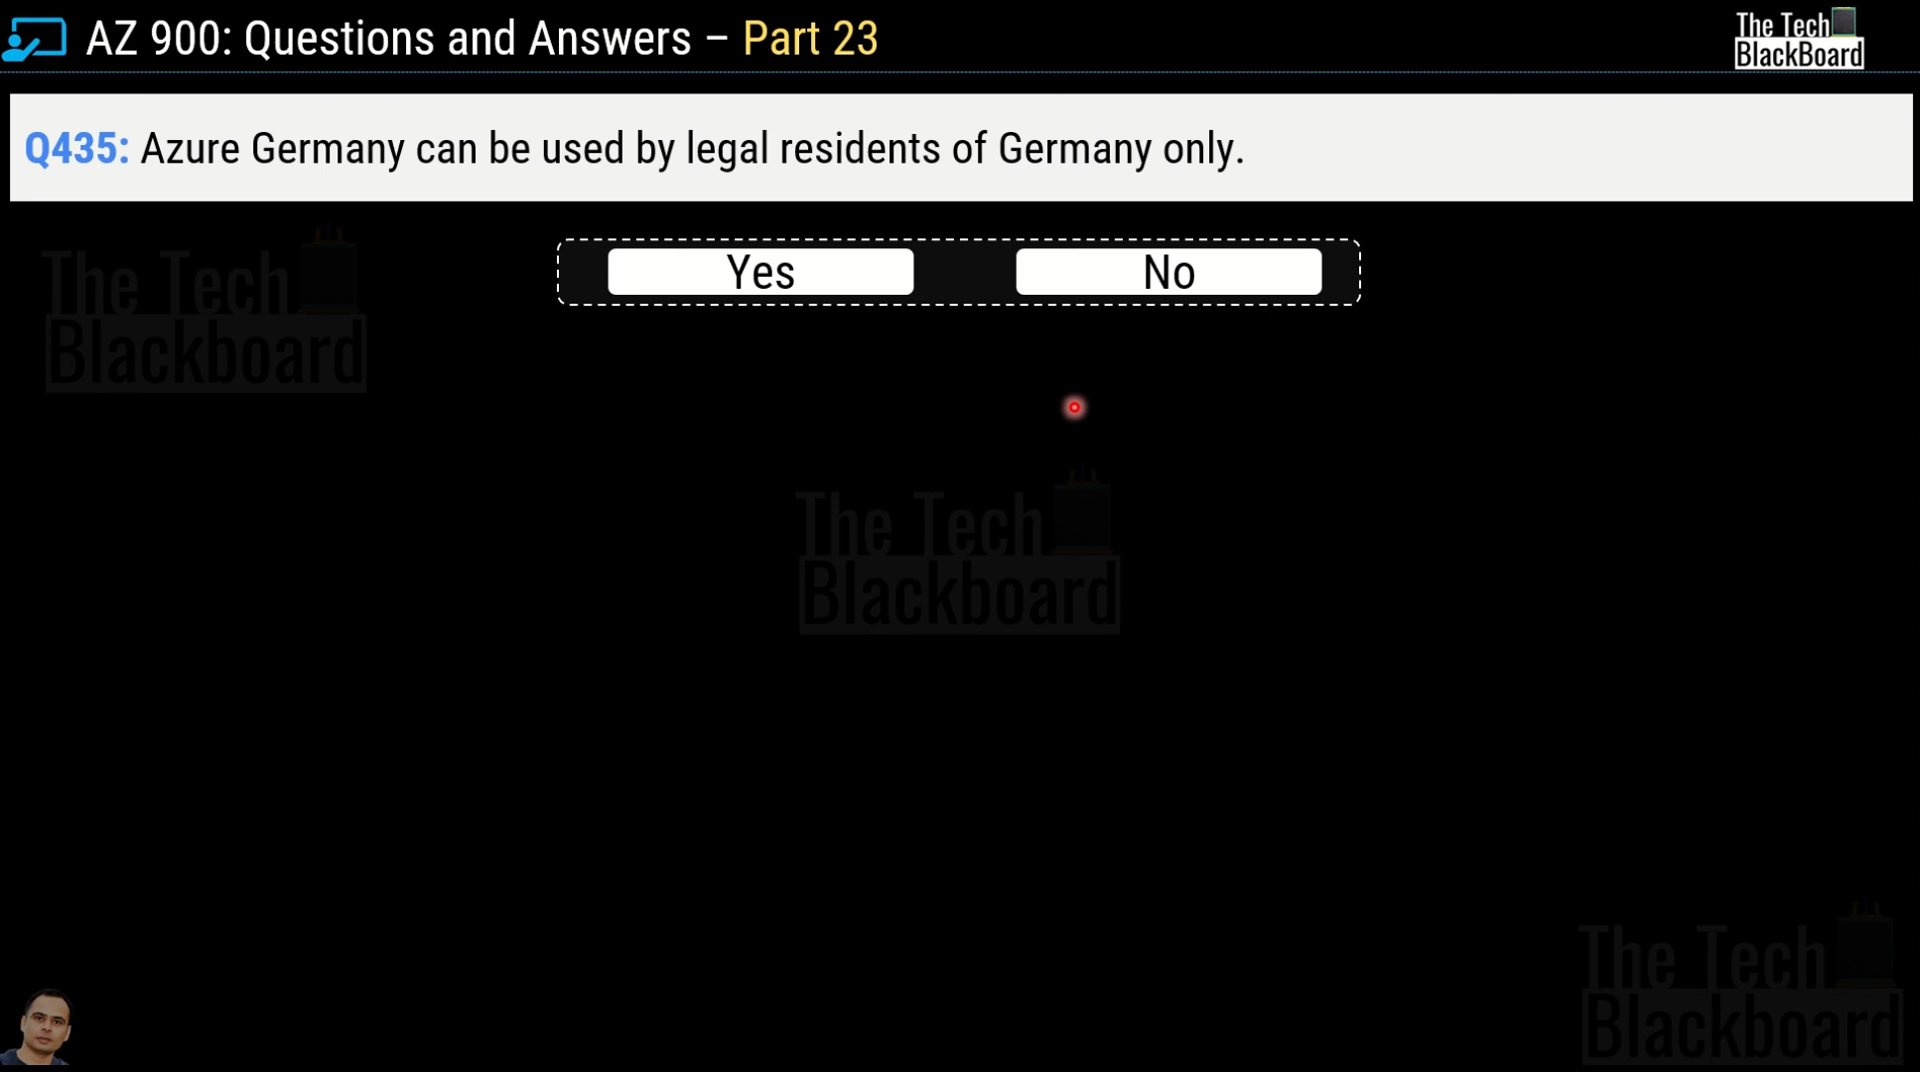 AZ 900: Questions and Answers – Part 23
The Tech
BlackBoard
Q435: Azure Germany can be used by legal residents of Germany only.
Yes No
The Tech
Blackboard
The Tech
Blackboard
The Tech
Blackboard